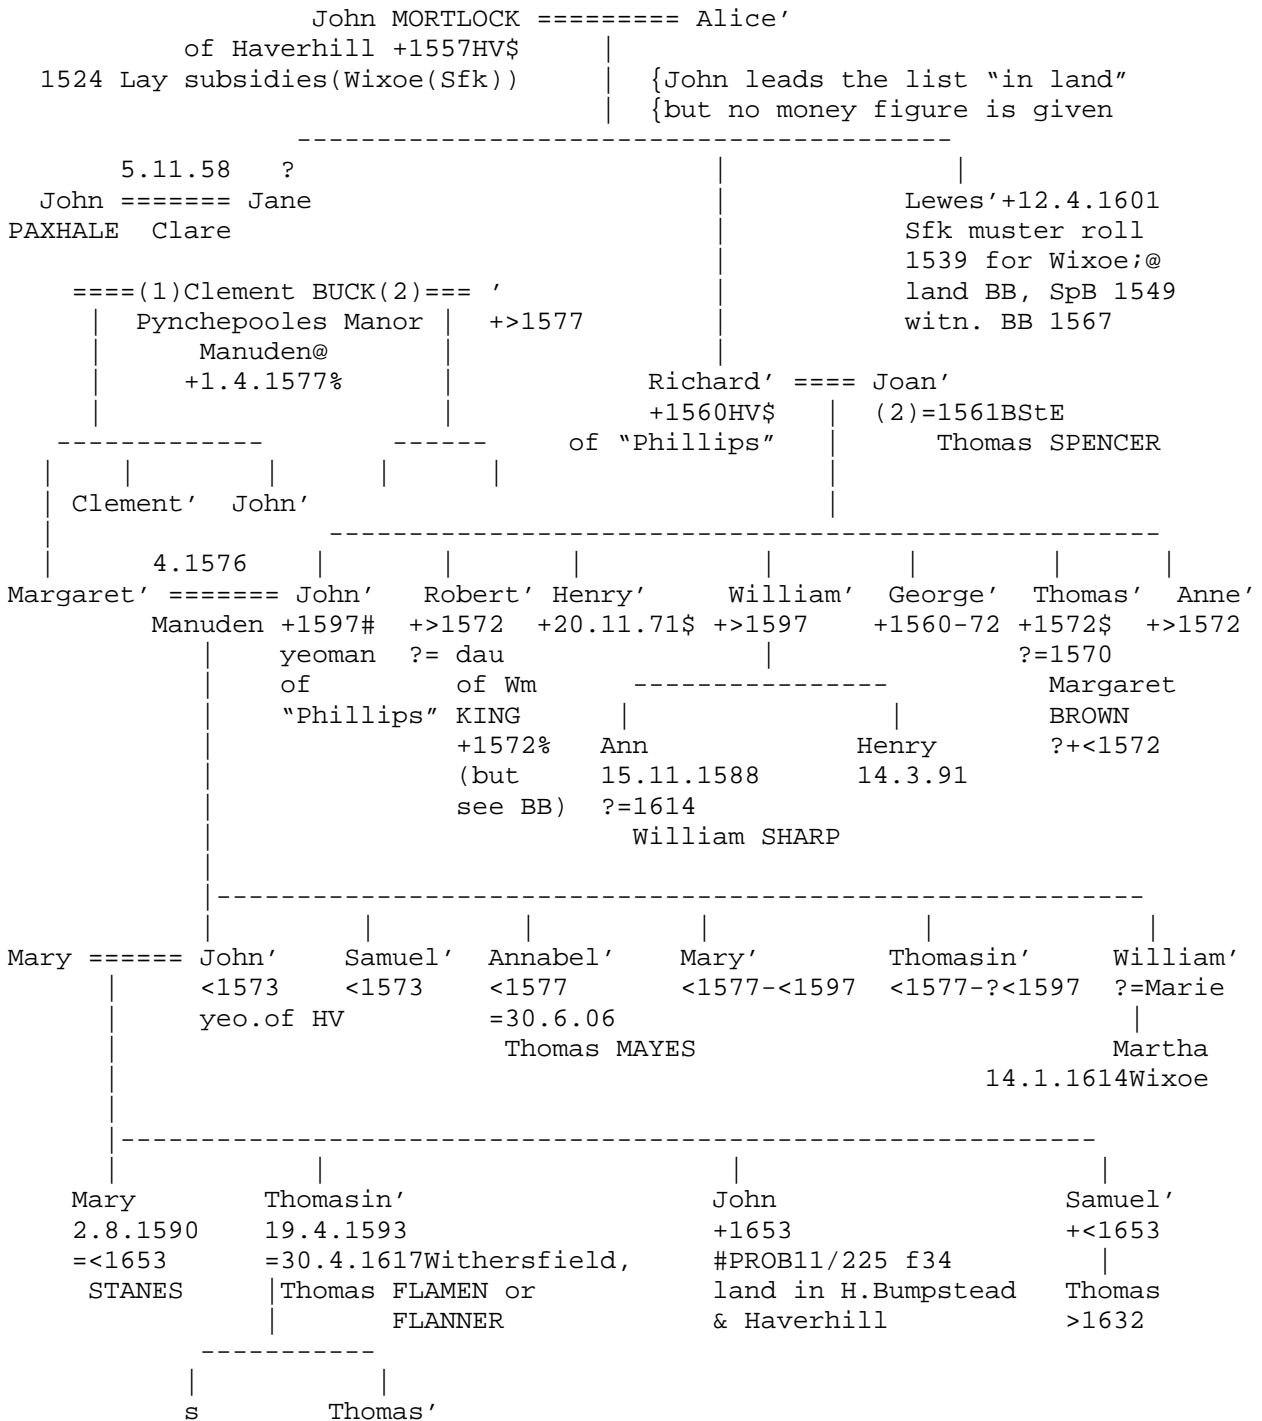 John MORTLOCK ========= Alice′
of Haverhill +1557HV$ |
1524 Lay subsidies(Wixoe(Sfk)) | {John leads the list “in land”
| {but no money figure is given
-----------------------------------------
5.11.58 ? | |
John ======= Jane | Lewes′+12.4.1601
PAXHALE Clare | Sfk muster roll
| 1539 for Wixoe;@
====(1)Clement BUCK(2)=== ′ | land BB, SpB 1549
| Pynchepooles Manor | +>1577 | witn. BB 1567
| Manuden@ | |
| +1.4.1577% | Richard′ ==== Joan′
| | +1560HV$ | (2)=1561BStE
------------- ------ of “Phillips” | Thomas SPENCER
| | | | | |
| Clement′ John′ |
| ----------------------------------------------------
| 4.1576 | | | | | | |
Margaret′ ======= John′ Robert′ Henry′ William′ George′ Thomas′ Anne′
Manuden +1597# +>1572 +20.11.71$ +>1597 +1560-72 +1572$ +>1572
| yeoman ?= dau | ?=1570
| of of Wm ---------------- Margaret
| “Phillips” KING | | BROWN
| +1572% Ann Henry ?+<1572
| (but 15.11.1588 14.3.91
| see BB) ?=1614
| William SHARP
|
|----------------------------------------------------------
| | | | | |
Mary ====== John′ Samuel′ Annabel′ Mary′ Thomasin′ William′
| <1573 <1573 <1577 <1577-<1597 <1577-?<1597 ?=Marie
| yeo.of HV =30.6.06 |
| Thomas MAYES Martha
| 14.1.1614Wixoe
|
|-------------------------------------------------------------
| | | |
Mary Thomasin′ John Samuel′
2.8.1590 19.4.1593 +1653 +<1653
=<1653 =30.4.1617Withersfield, #PROB11/225 f34 |
STANES |Thomas FLAMEN or land in H.Bumpstead Thomas
| FLANNER & Haverhill >1632
-----------
| |
s Thomas′